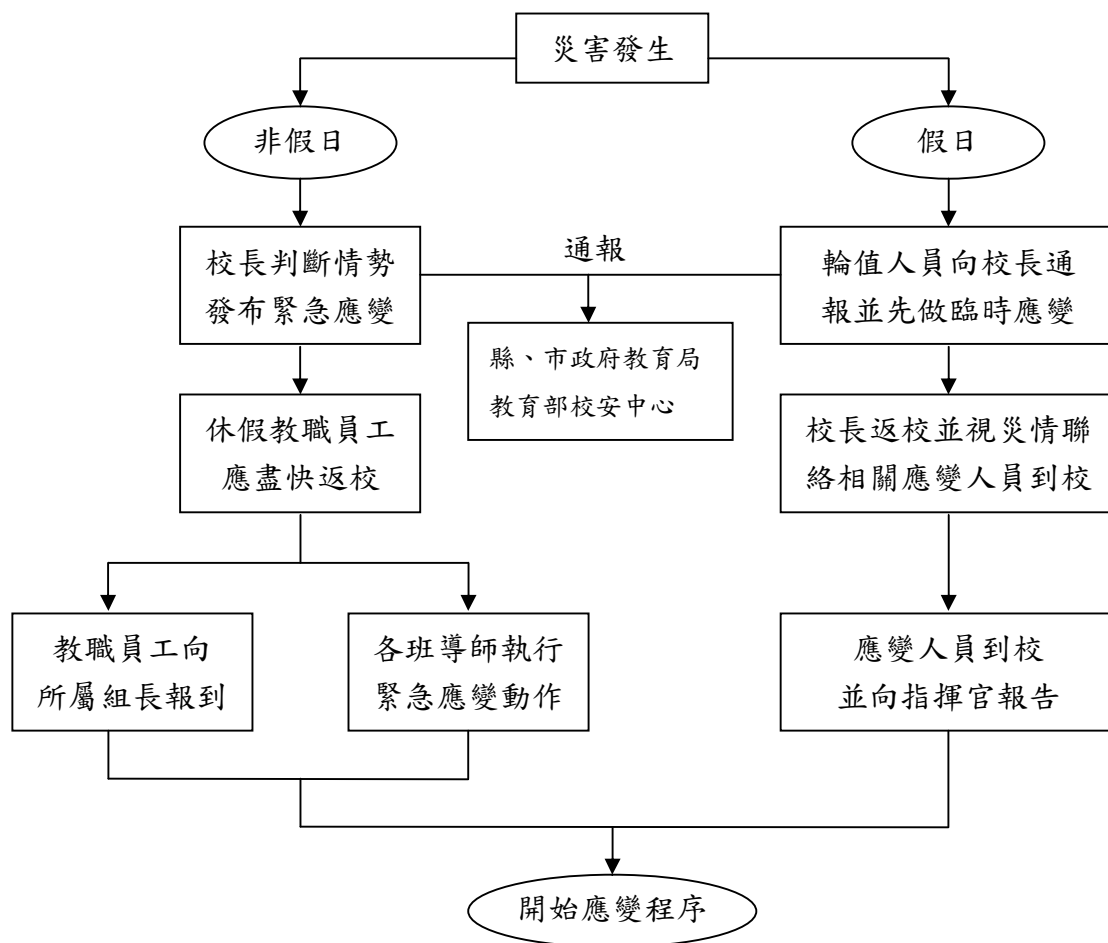 災害發生
非假日
假日
校長判斷情勢
發布緊急應變
通報
輪值人員向校長通
報並先做臨時應變
縣、市政府教育局
教育部校安中心
休假教職員工
應盡快返校
校長返校並視災情聯
絡相關應變人員到校
教職員工向
所屬組長報到
各班導師執行
緊急應變動作
應變人員到校
並向指揮官報告
開始應變程序